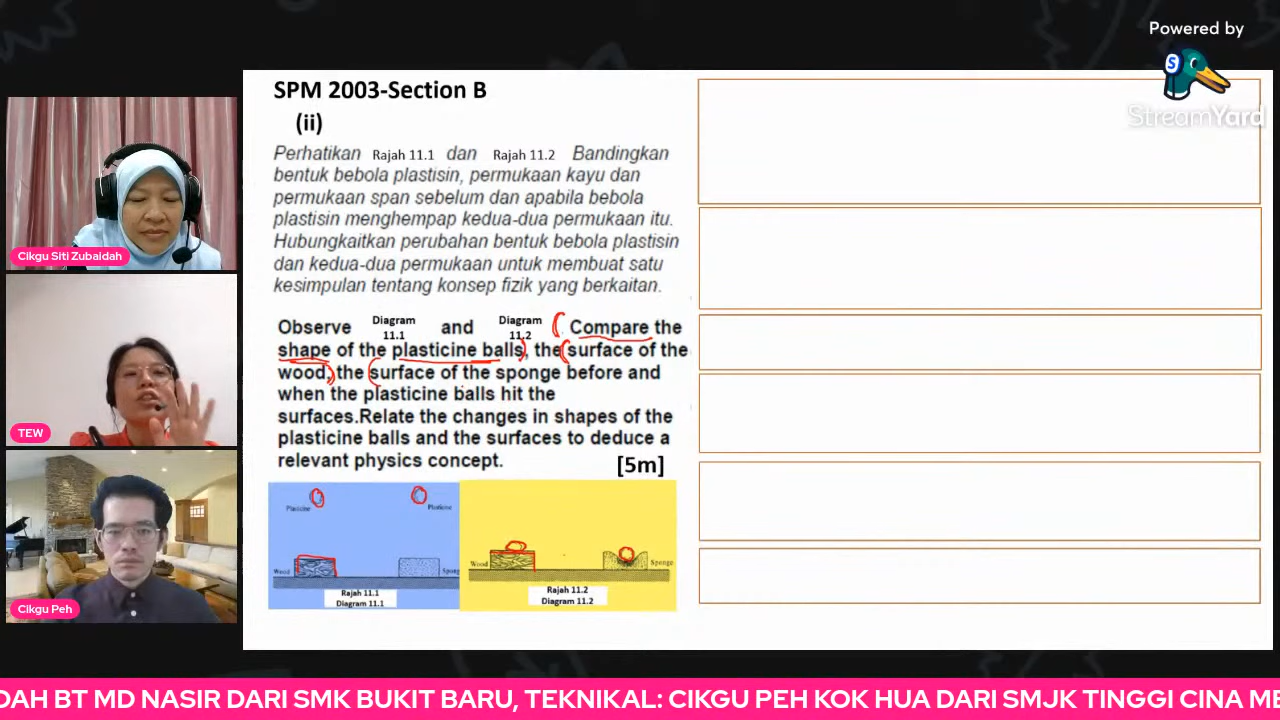 Powered by
StreamYard
SPM 2003-Section B
(ii)
Perhatikan Rajah 11.1 dan Rajah 11.2 Bandingkan
bentuk bebola plastisin, permukaan kayu dan
permukaan span sebelum dan apabila bebola
plastisin menghempap kedua-dua permukaan itu.
Hubungkaitkan perubahan bentuk bebola plastisin
dan kedua-dua permukaan untuk membuat satu
kesimpulan tentang konsep fizik yang berkaitan.
Observe Diagram 11.1 and Diagram 11.2 Compare the
shape of the plasticine balls, the surface of the
wood, the surface of the sponge before and
when the plasticine balls hit the
surfaces.Relate the changes in shapes of the
plasticine balls and the surfaces to deduce a
relevant physics concept. [5m]
Plasticine
Wood
Rajah 11.1
Diagram 11.1
Wood
Sponge
Rajah 11.2
Diagram 11.2
Cikgu Siti Zubaidah
TEW
Cikgu Peh
DAH BT MD NASIR DARI SMK BUKIT BARU, TEKNIKAL: CIKGU PEH KOK HUA DARI SMJK TINGGI CINA ME